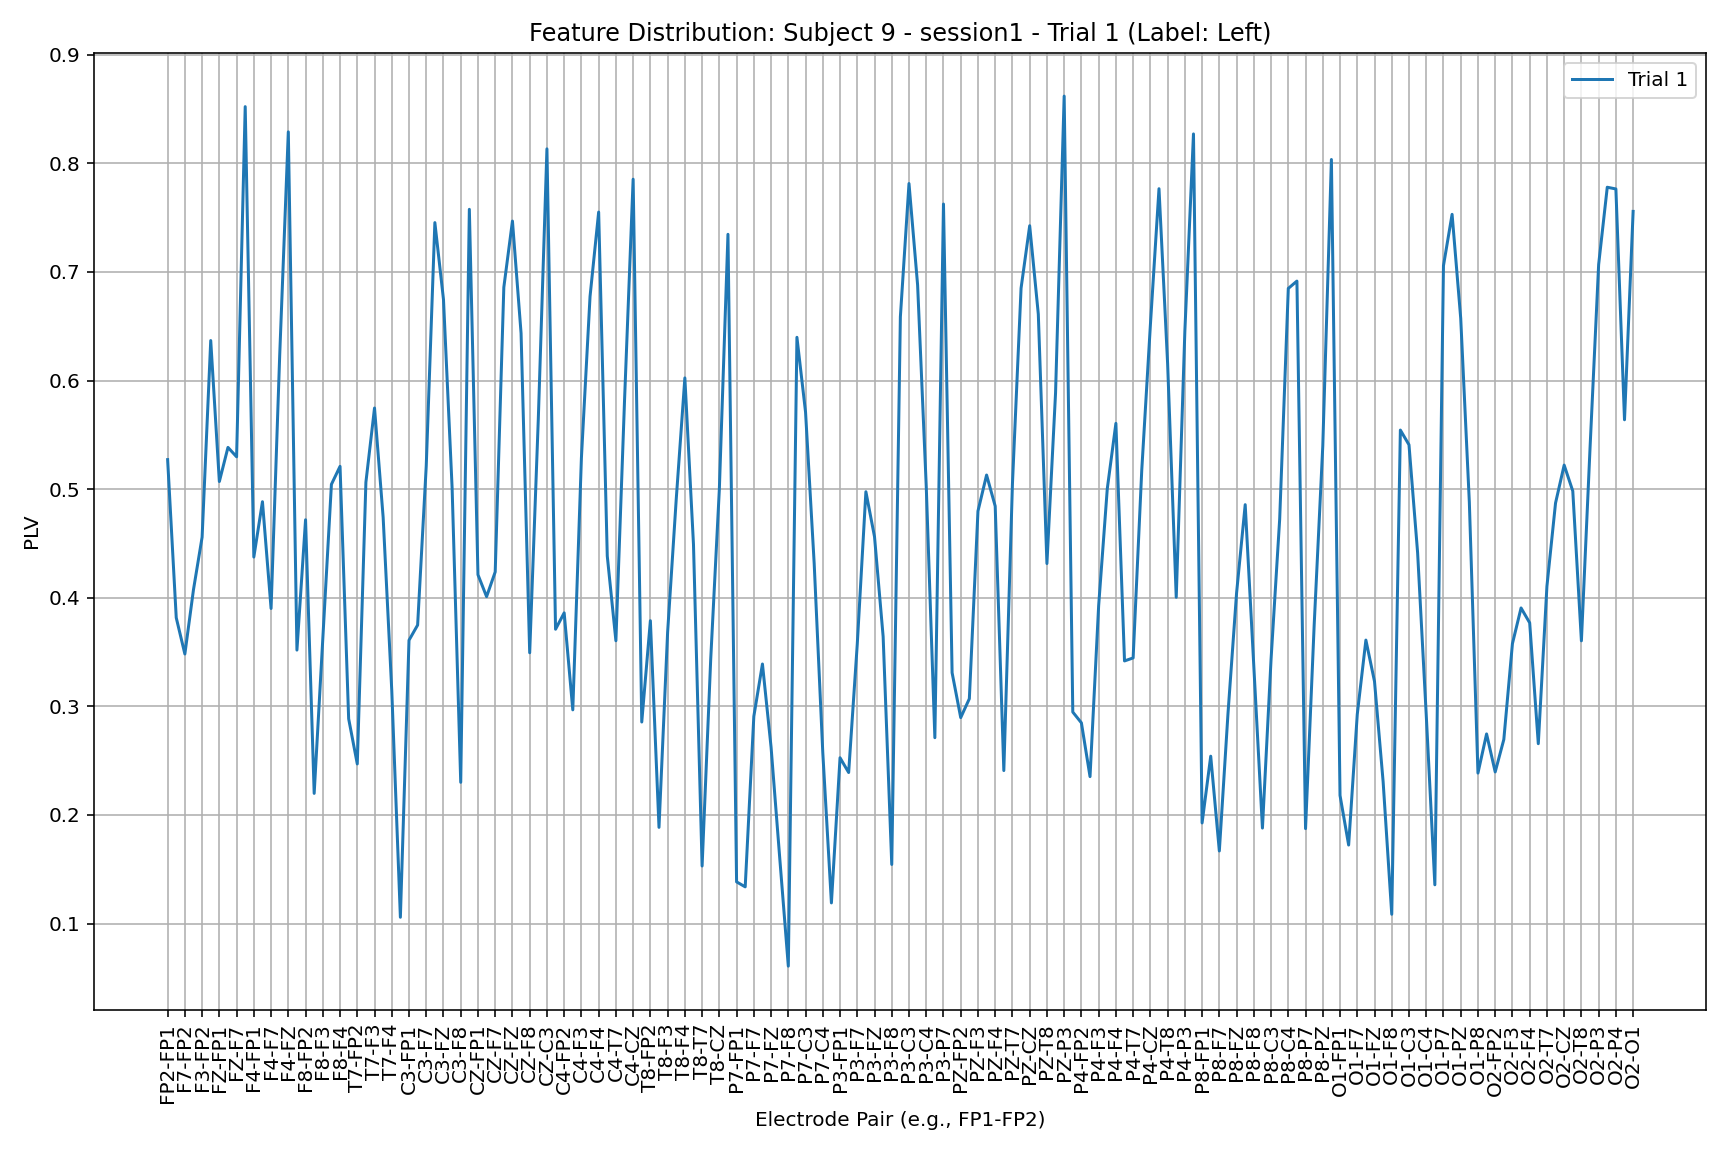 Feature Distribution: Subject 9 - session1 - Trial 1 (Label: Left)
Trial 1
PLV
0.9
0.8
0.7
0.6
0.5
0.4
0.3
0.2
0.1
FP2-FP1
F7-FP2
F3-FP2
FZ-FP1
FZ-F7
F4-FP1
F4-F7
F4-FZ
F8-FP2
F8-F3
F8-F4
T7-FP2
T7-F3
T7-F4
C3-FP1
C3-F7
C3-FZ
C3-F8
CZ-FP1
CZ-F7
CZ-FZ
CZ-F8
CZ-C3
C4-FP2
C4-F3
C4-F4
C4-T7
C4-CZ
T8-FP2
T8-F3
T8-F4
T8-T7
T8-CZ
P7-FP1
P7-F7
P7-FZ
P7-F8
P7-C3
P7-C4
P3-FP1
P3-F7
P3-FZ
P3-F8
P3-C3
P3-C4
P3-P7
PZ-FP2
PZ-F3
PZ-F4
PZ-T7
PZ-CZ
PZ-T8
PZ-P3
P4-FP2
P4-F3
P4-F4
P4-T7
P4-CZ
P4-T8
P4-P3
P8-FP1
P8-F7
P8-FZ
P8-F8
P8-C3
P8-C4
P8-P7
P8-PZ
O1-FP1
O1-F7
O1-FZ
O1-F8
O1-C3
O1-C4
O1-P7
O1-PZ
O1-P8
O2-FP2
O2-F3
O2-F4
O2-T7
O2-CZ
O2-T8
O2-P3
O2-P4
O2-O1
Electrode Pair (e.g., FP1-FP2)